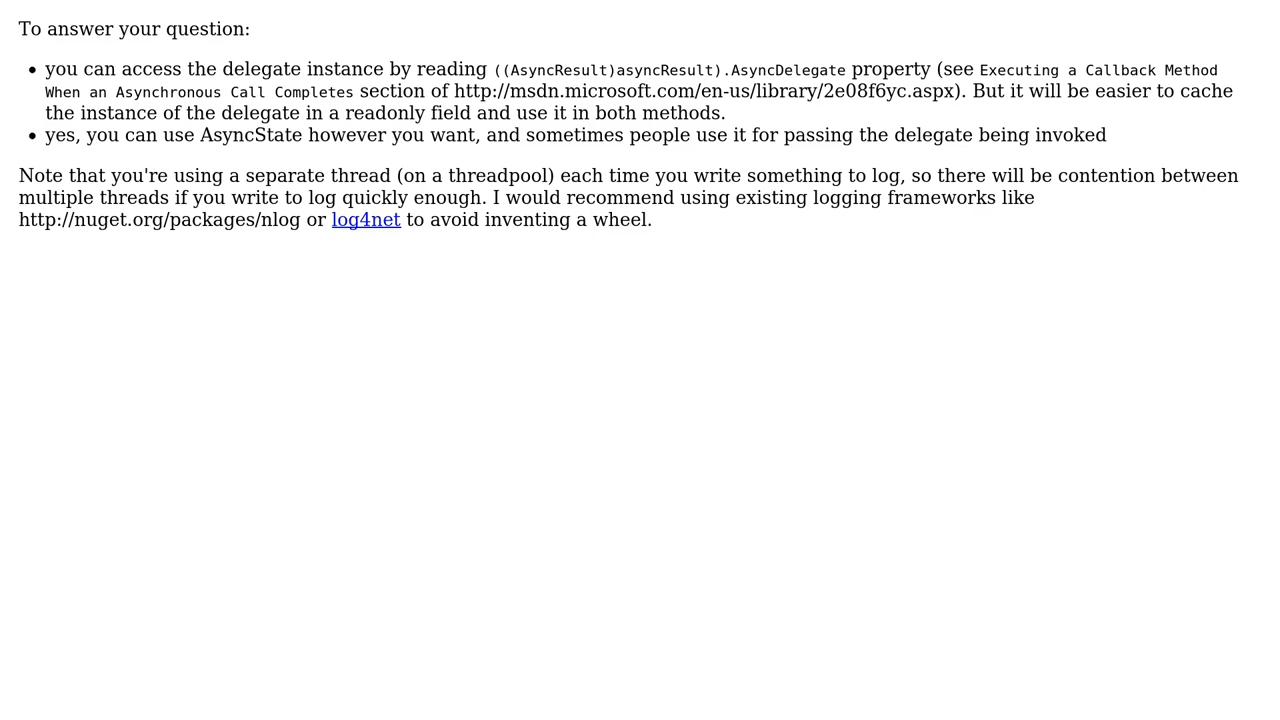 To answer your question:
you can access the delegate instance by reading ((AsyncResult)asyncResult).AsyncDelegate property (see Executing a Callback Method
When an Asynchronous Call Completes section of http://msdn.microsoft.com/en-us/library/2e08f6yc.aspx). But it will be easier to cache
the instance of the delegate in a readonly field and use it in both methods.
yes, you can use AsyncState however you want, and sometimes people use it for passing the delegate being invoked
Note that you're using a separate thread (on a threadpool) each time you write something to log, so there will be contention between
multiple threads if you write to log quickly enough. I would recommend using existing logging frameworks like
http://nuget.org/packages/nlog or log4net to avoid inventing a wheel.